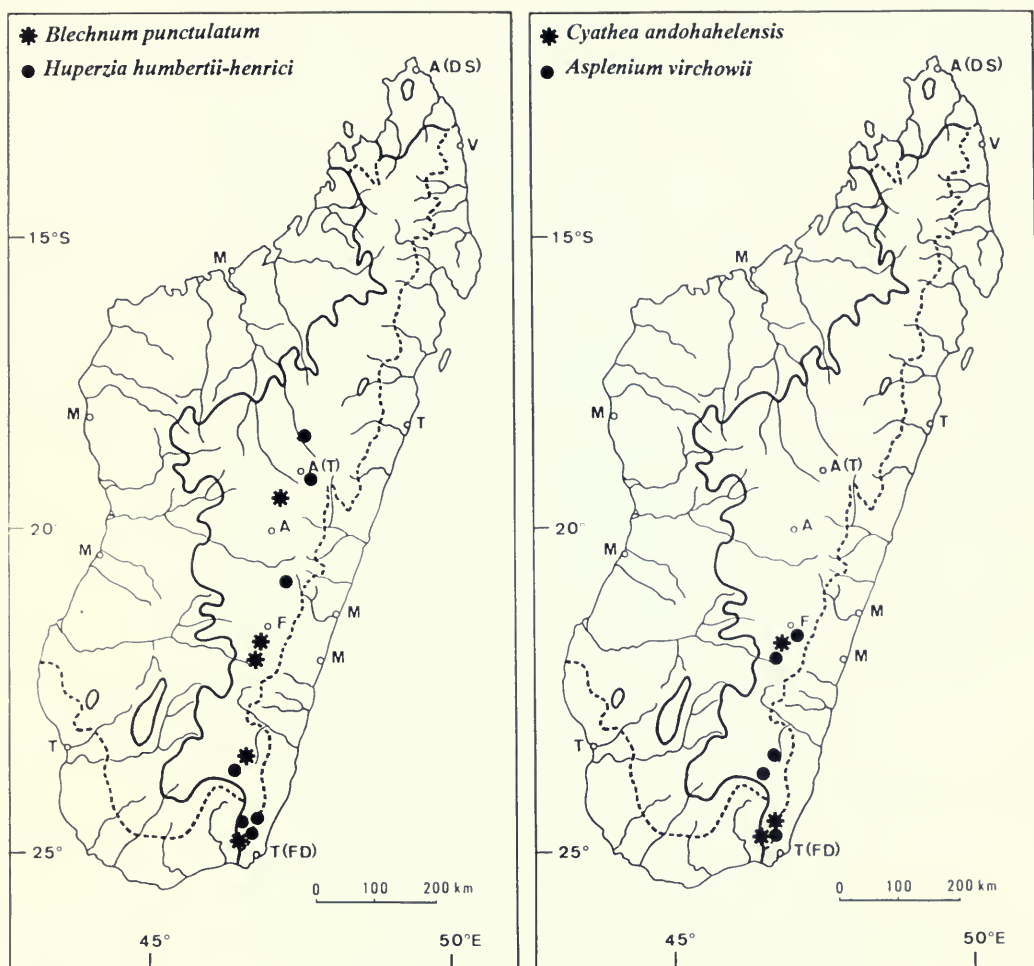 Blechnum punctulatum
Huperzia humbertii-henrici
A (DS)
V
15°S
M
M
T
A(T)
20°
A
M
M
F
M
T
25°
T (FD)
0 100 200 km
45° 50°E
Cyathea andohahelensis
Asplenium virchowii
A (DS)
V
15°S
M
M
T
A(T)
20°
A
M
M
F
M
T
25°
T (FD)
0 100 200 km
45° 50°E